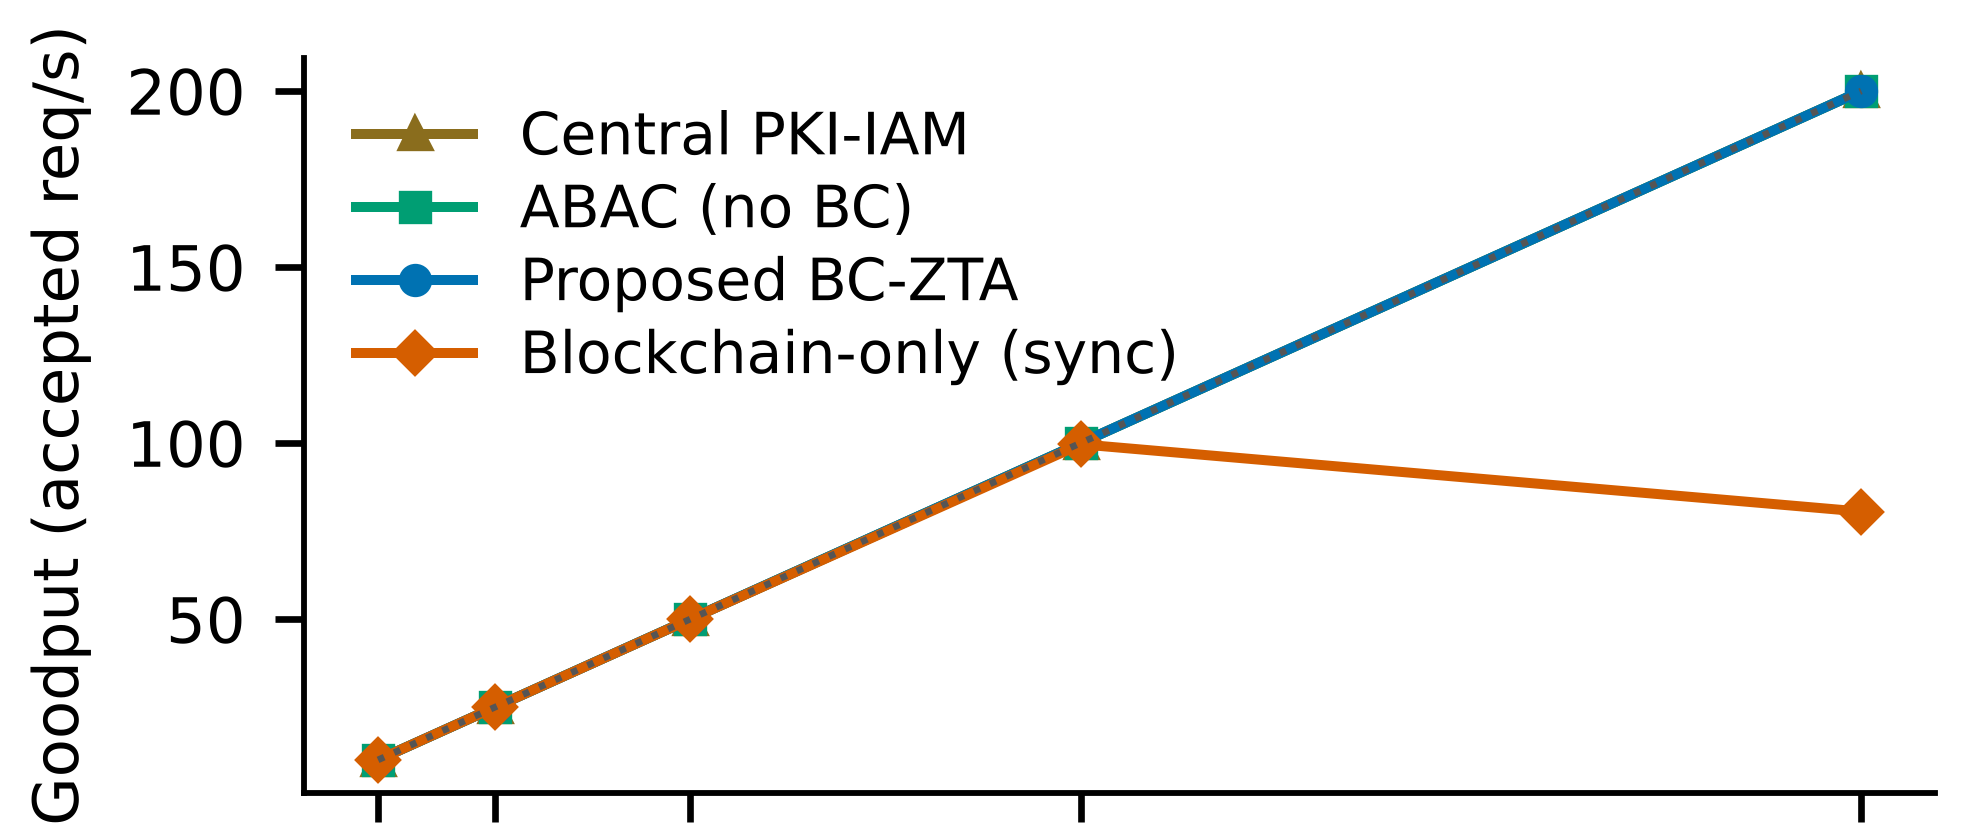 Goodput (accepted req/s)
200
150
100
50
Central PKI-IAM
ABAC (no BC)
Proposed BC-ZTA
Blockchain-only (sync)